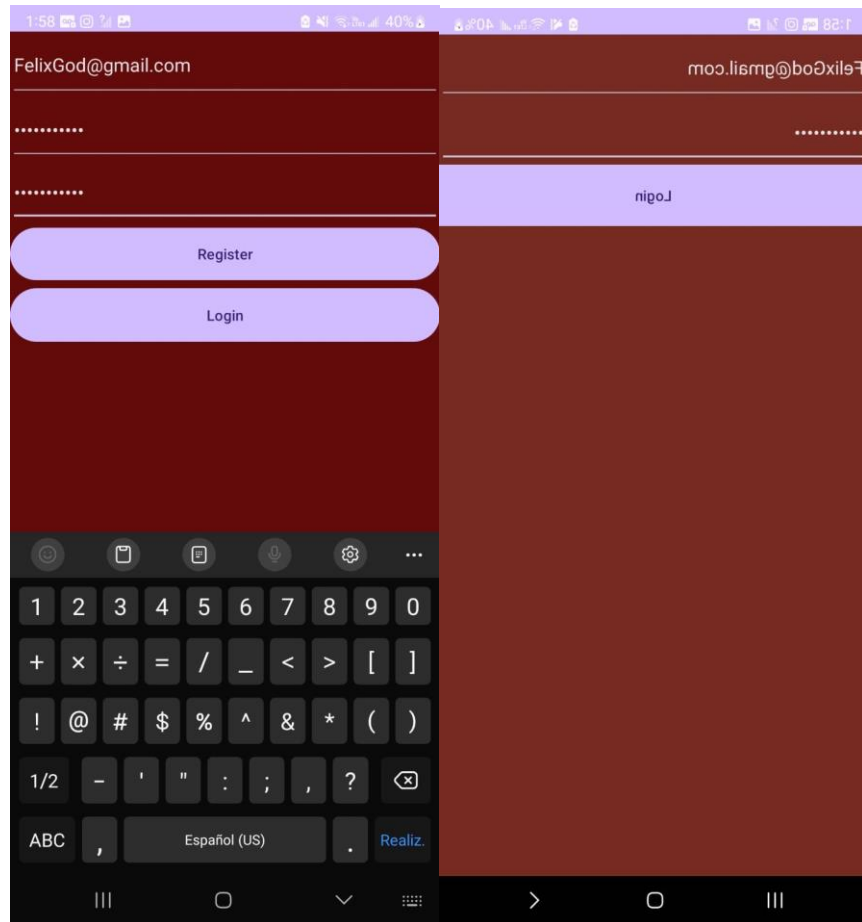 1:58 40%
FelixGod@gmail.com
•••••••••••
•••••••••••
Register
Login
1 2 3 4 5 6 7 8 9 0
+ × ÷ = / _ < > [ ]
! @ # $ % ^ & * ( )
1/2 - ' " : ; , ?
ABC , Español (US) . Realiz.
1:58 40%
FelixGod@gmail.com
•••••••••••
Login